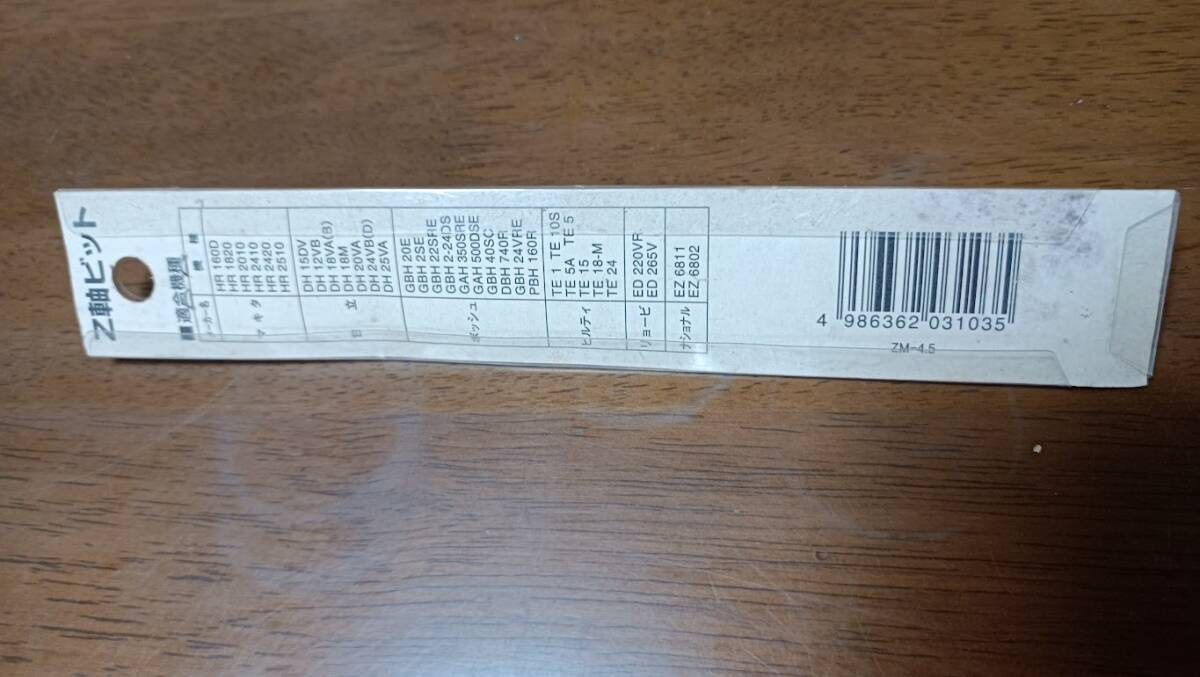 Z軸ビット
■適合機種
メーカー名 機種
マキタ
HR 160D
HR 1820
HR 2010
HR 2410
HR 2420
HR 2510
日立
DH 15DV
DH 12VB
DH 18VA(B)
DH 18M
DH 20VA
DH 24VB(D)
DH 25VA
ボッシュ
GBH 20E
GBH 2SE
GBH 22SRE
GBH 2-24DS
GAH 350SRE
GAH 500DSE
GBH 40SC
DBH 740R
GBH 24VRE
PBH 160R
ヒルティ
TE 1 TE 10S
TE 5A TE 5
TE 15
TE 18-M
TE 24
リョービ
ED 220VR
ED 265V
ナショナル
EZ 6811
EZ 6802
4 986362 031035
ZM-4.5